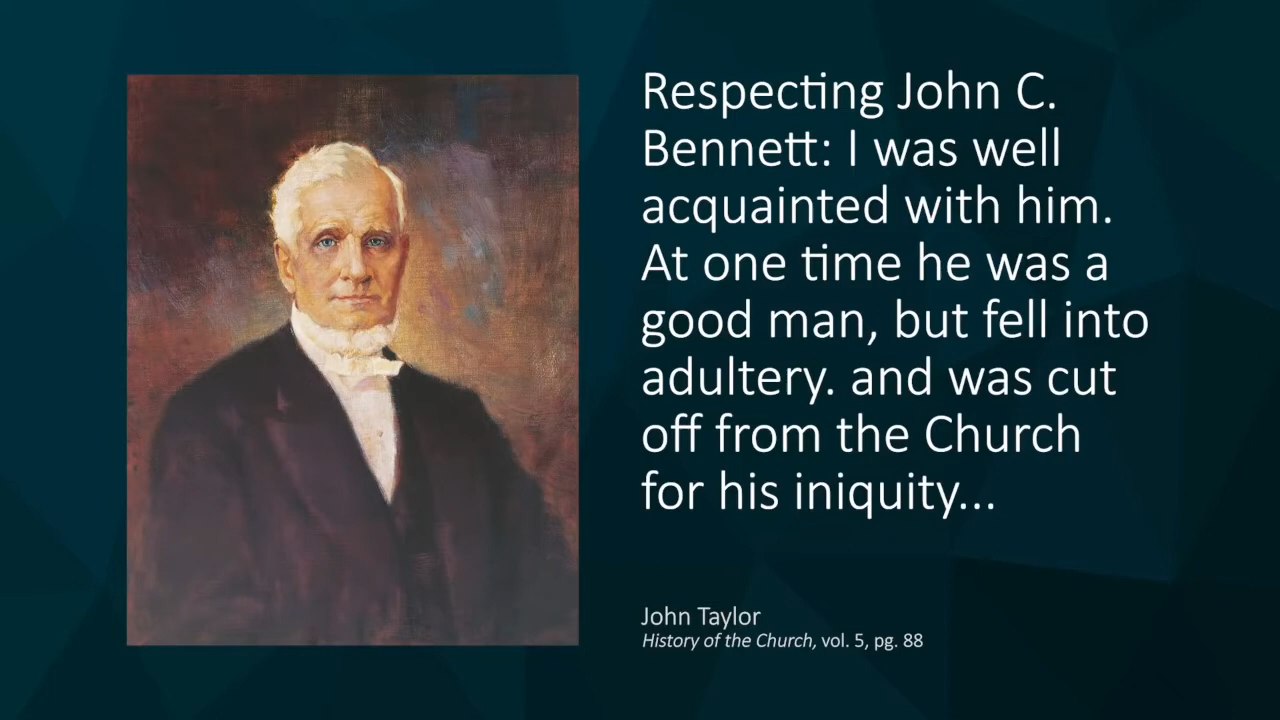 Respecting John C.
Bennett: I was well
acquainted with him.
At one time he was a
good man, but fell into
adultery. and was cut
off from the Church
for his iniquity...
John Taylor
History of the Church, vol. 5, pg. 88